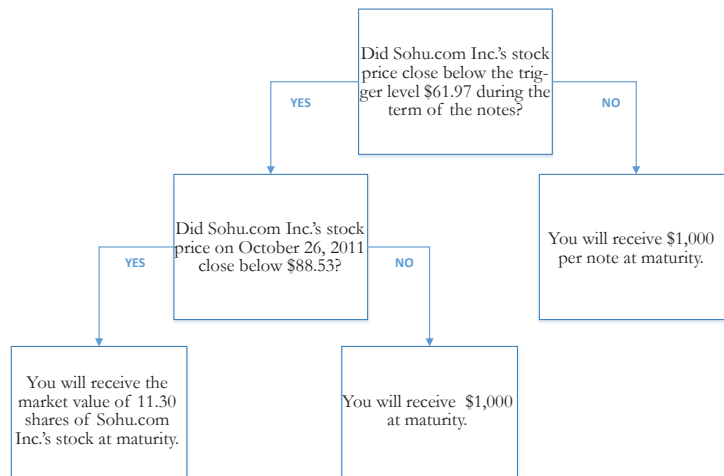 Did Sohu.com Inc.'s stock
price close below the trig-
ger level $61.97 during the
term of the notes?
YES
NO
Did Sohu.com Inc.'s stock
price on October 26, 2011
close below $88.53?
You will receive $1,000
per note at maturity.
YES
NO
You will receive the
market value of 11.30
shares of Sohu.com
Inc.'s stock at maturity.
You will receive $1,000
at maturity.